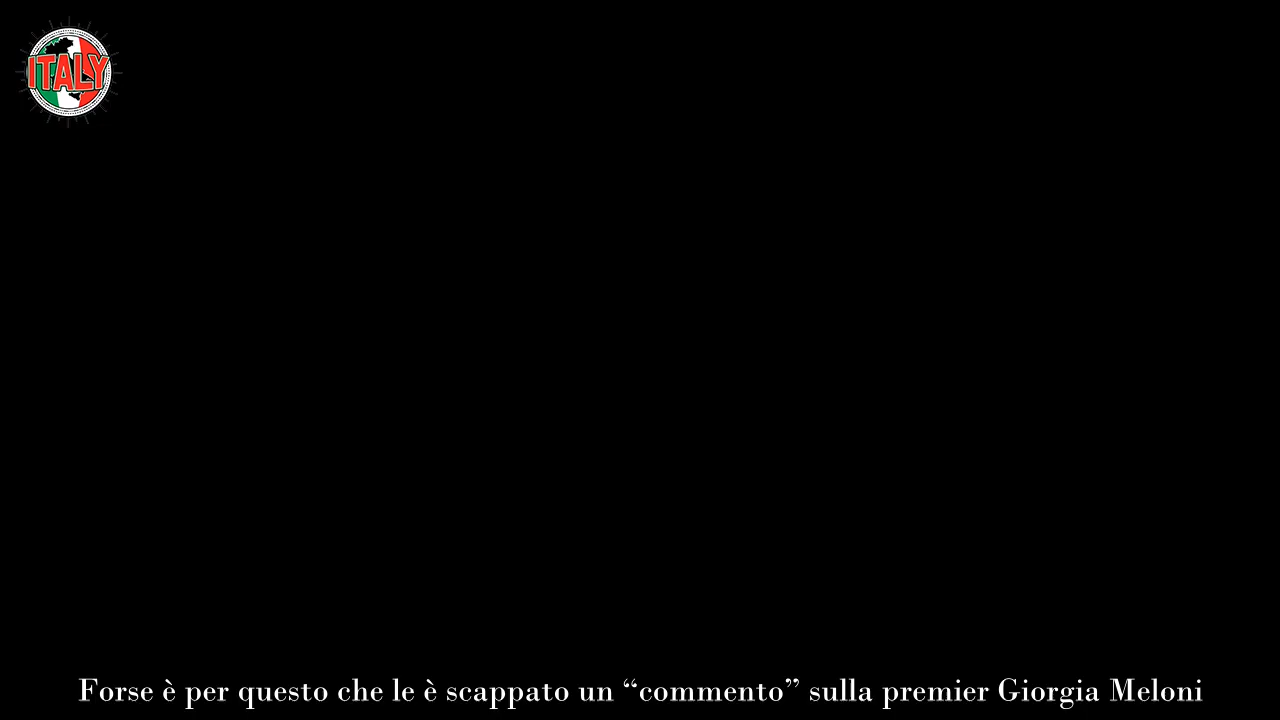 ITALY
Forse è per questo che le è scappato un “commento” sulla premier Giorgia Meloni